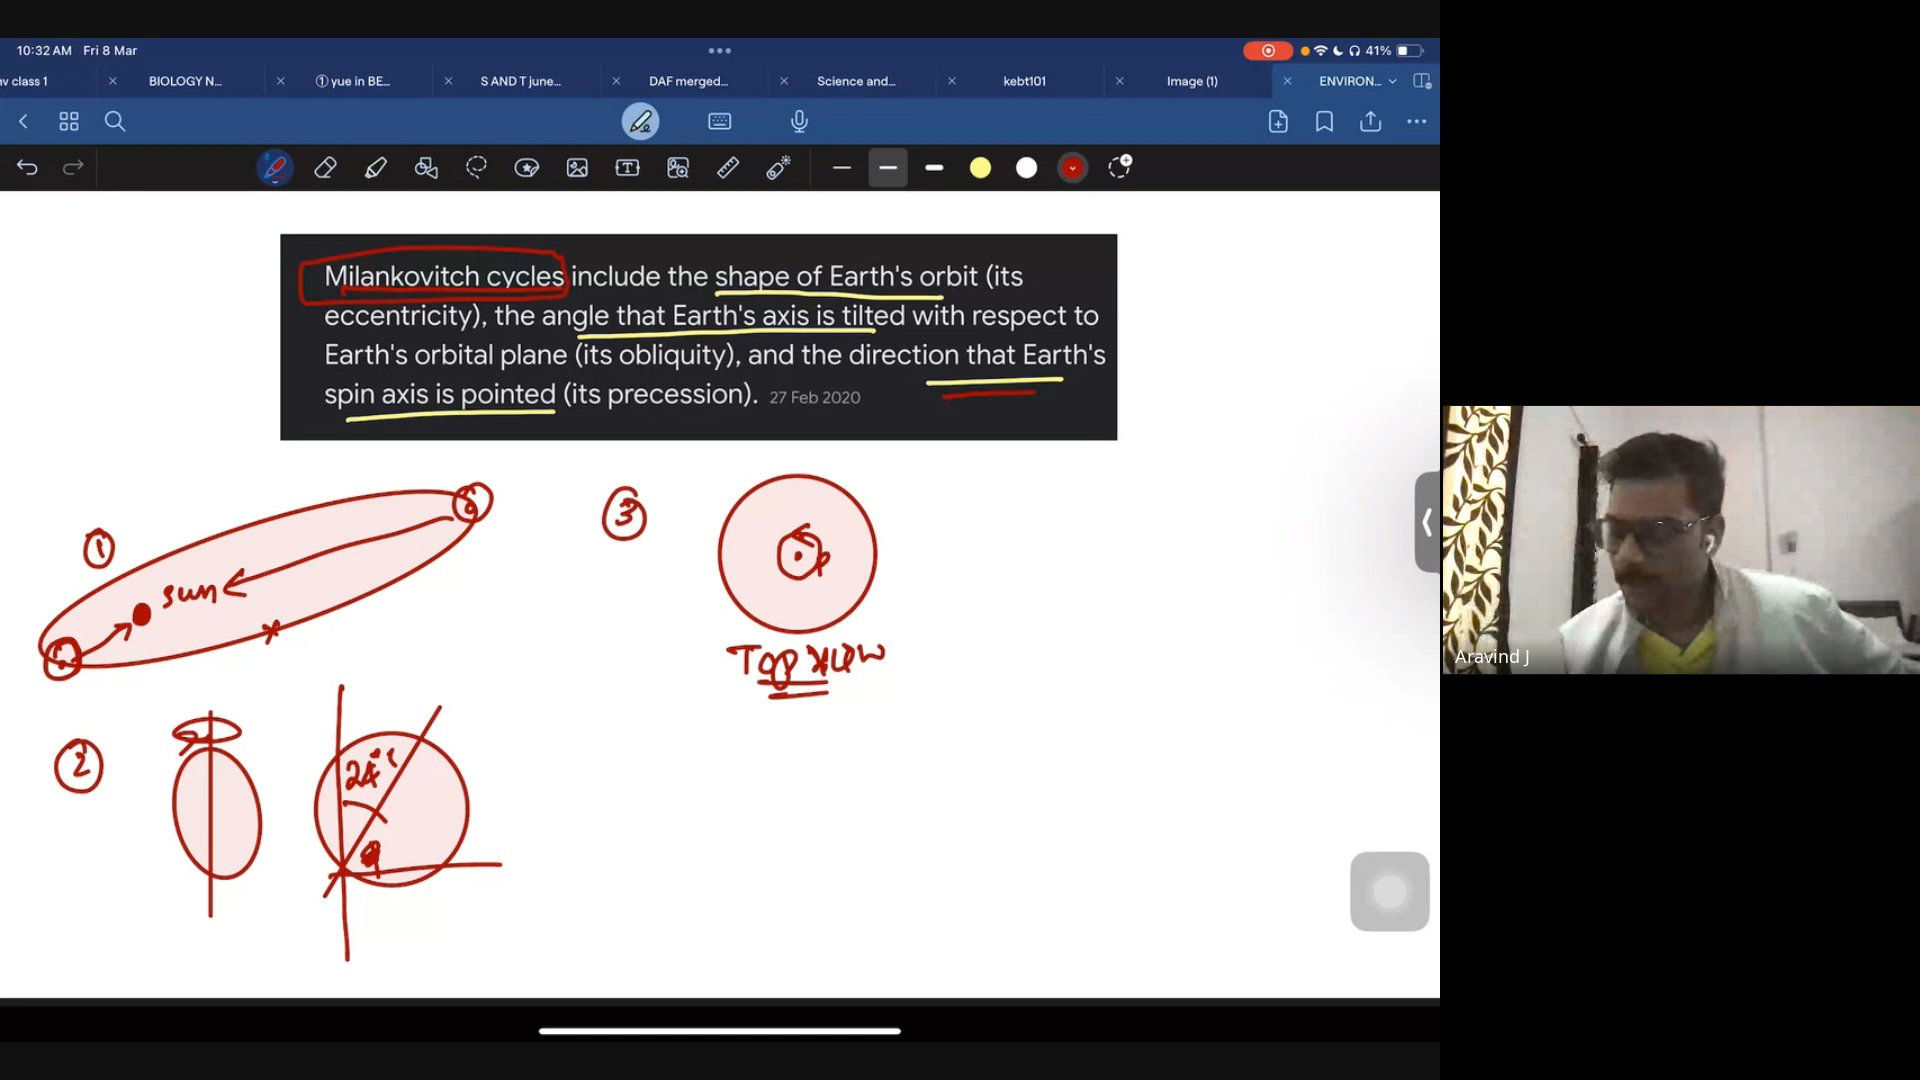 10:32 AM Fri 8 Mar
41%
nv class 1
BIOLOGY N...
① yue in BE...
S AND T june...
DAF merged...
Science and...
kebt101
Image (1)
ENVIRON...
Milankovitch cycles include the shape of Earth's orbit (its
eccentricity), the angle that Earth's axis is tilted with respect to
Earth's orbital plane (its obliquity), and the direction that Earth's
spin axis is pointed (its precession). 27 Feb 2020
①
sun
③
Top view
②
24°
Aravind J